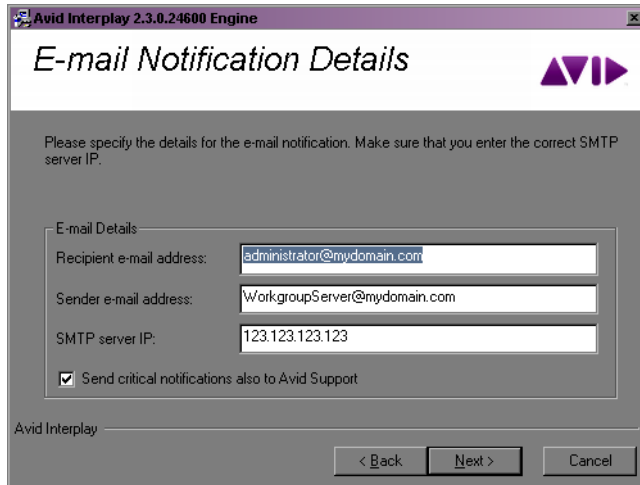 Avid Interplay 2.3.0.24600 Engine
E-mail Notification Details
AVID
Please specify the details for the e-mail notification. Make sure that you enter the correct SMTP
server IP.
E-mail Details
Recipient e-mail address:
administrator@mydomain.com
Sender e-mail address:
WorkgroupServer@mydomain.com
SMTP server IP:
123.123.123.123
Send critical notifications also to Avid Support
Avid Interplay
< Back
Next >
Cancel